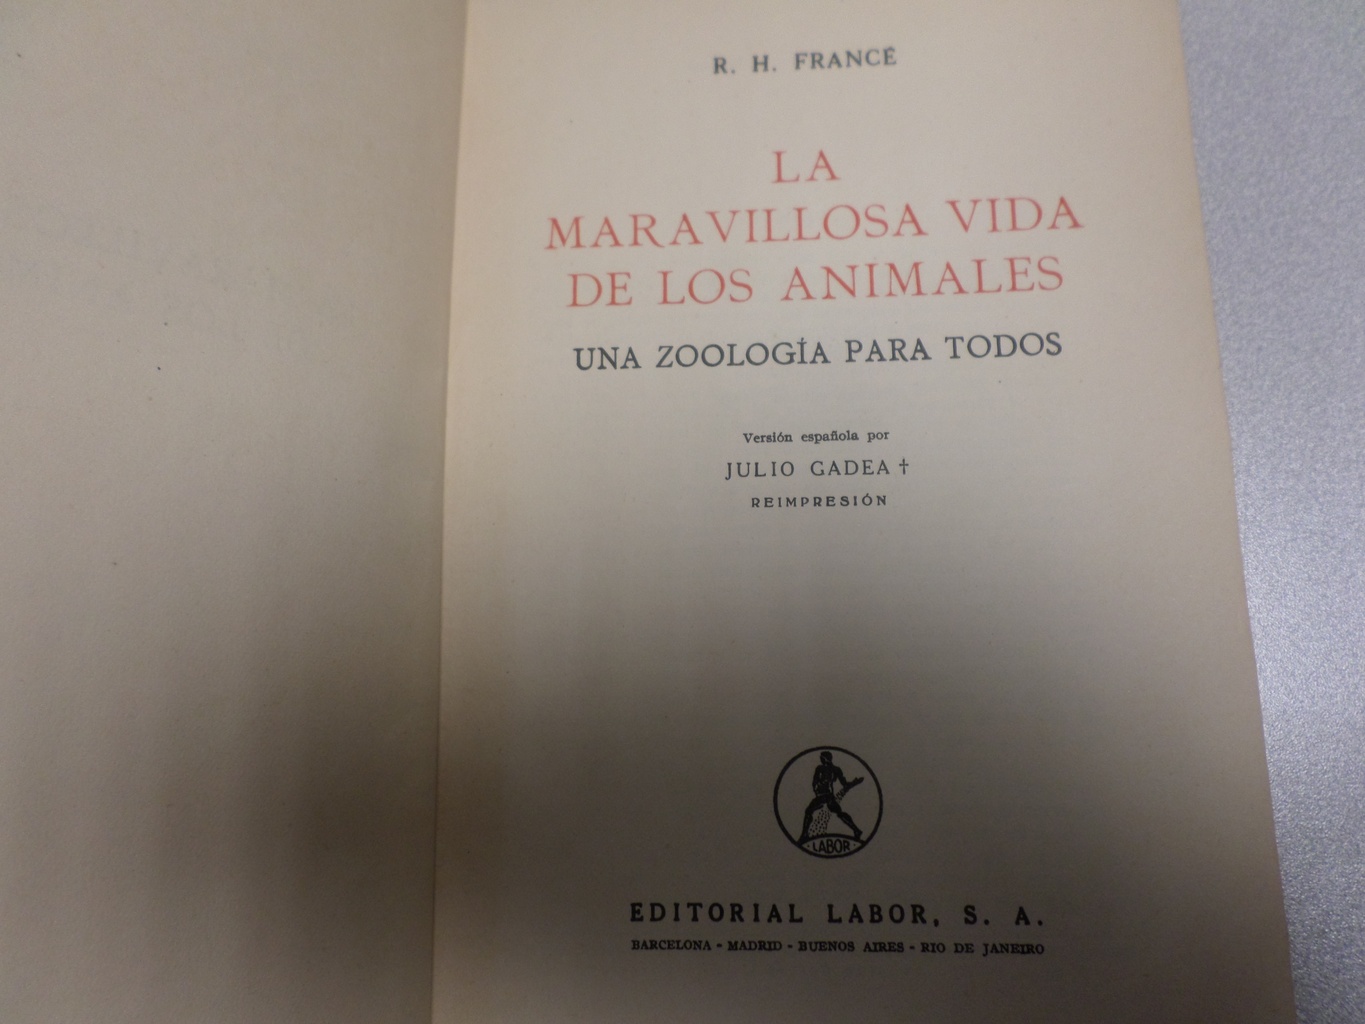 R. H. FRANCÉ
LA
MARAVILLOSA VIDA
DE LOS ANIMALES
UNA ZOOLOGÍA PARA TODOS
Versión española por
JULIO GADEA †
REIMPRESIÓN
· LABOR ·
EDITORIAL LABOR, S. A.
BARCELONA - MADRID - BUENOS AIRES - RIO DE JANEIRO